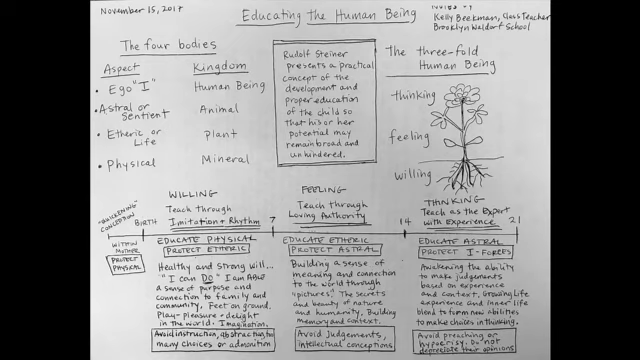 November 15, 2017
Educating the Human Being
Notes by
Kelly Beekman, Class Teacher
Brooklyn Waldorf School
The four bodies
Aspect Kingdom
• Ego "I" Human Being
• Astral or Sentient Animal
• Etheric or Life Plant
• Physical Mineral
Rudolf Steiner
presents a practical
concept of the
development and
proper education
of the child so
that his or her
potential may
remain broad and
unhindered.
The three-fold
Human Being
thinking
feeling
willing
"QUICKENING"
CONCEPTION
BIRTH
WITHIN
MOTHER
PROTECT
PHYSICAL
WILLING
Teach through
Imitation + Rhythm
7
EDUCATE PHYSICAL
PROTECT ETHERIC
Healthy and Strong will...
"I can Do" I am ABLE
a sense of purpose and
connection to family and
community, Feet on ground.
Play-pleasure-delight
in the world. Imagination.
Avoid instruction, abstraction, to
many choices or admonition
FEELING
Teach through
Loving Authority
14
EDUCATE ETHERIC
PROTECT ASTRAL
Building a sense of
meaning and connection
to the world through
"pictures". The secrets
and beauty of nature
and humanity, Building
memory and context.
Avoid Judgements,
intellectual conceptions
THINKING
Teach as the Expert
with Experience.
21
EDUCATE ASTRAL
PROTECT I-FORCES
Awakening the ability
to make judgements
based on experience
and context. Growing life
experience and inner life
blend to form new abilities
to make choices in thinking.
Avoid preaching or
hypocrisy. Do not
depreciate their opinions